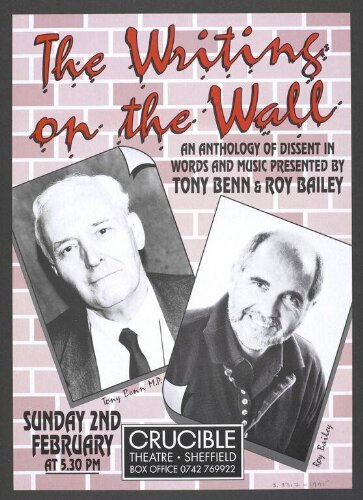 The Writing
on the Wall
AN ANTHOLOGY OF DISSENT IN
WORDS AND MUSIC PRESENTED BY
TONY BENN & ROY BAILEY
Tony Benn M.P.
Roy Bailey
SUNDAY 2ND
FEBRUARY
AT 5.30 PM
CRUCIBLE
THEATRE • SHEFFIELD
BOX OFFICE 0742 769922